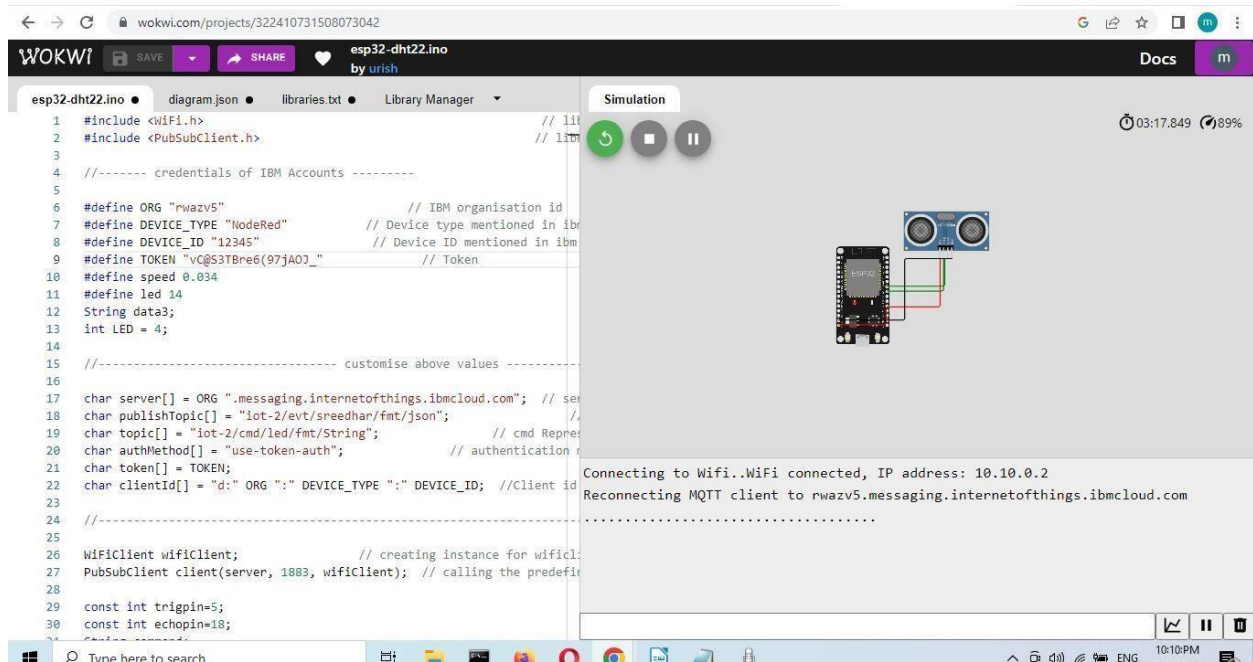 wokwi.com/projects/322410731508073042
WOKWi SAVE SHARE esp32-dht22.ino Docs m
by urish
esp32-dht22.ino ● diagram.json ● libraries.txt ● Library Manager Simulation
03:17.849 89%
1 #include <WiFi.h> // lib
2 #include <PubSubClient.h> // libr
3
4 //------- credentials of IBM Accounts ---------
5
6 #define ORG "rwazv5" // IBM organisation id
7 #define DEVICE_TYPE "NodeRed" // Device type mentioned in ibm
8 #define DEVICE_ID "12345" // Device ID mentioned in ibm
9 #define TOKEN "vC@S3TBre6(97jAOJ_" // Token
10 #define speed 0.034
11 #define led 14
12 String data3;
13 int LED = 4;
14
15 //-------------------------------- customise above values ----------
16
17 char server[] = ORG ".messaging.internetofthings.ibmcloud.com"; // ser
18 char publishTopic[] = "iot-2/evt/sreedhar/fmt/json"; //
19 char topic[] = "iot-2/cmd/led/fmt/String"; // cmd Repres
20 char authMethod[] = "use-token-auth"; // authentication m
21 char token[] = TOKEN;
22 char clientId[] = "d:" ORG ":" DEVICE_TYPE ":" DEVICE_ID; //Client id
23
24 //-----------------------------------------------------------------
25
26 WiFiClient wifiClient; // creating instance for wificli
27 PubSubClient client(server, 1883, wifiClient); // calling the predefin
28
29 const int trigpin=5;
30 const int echopin=18;
ESP32
Connecting to Wifi..WiFi connected, IP address: 10.10.0.2
Reconnecting MQTT client to rwazv5.messaging.internetofthings.ibmcloud.com
....................................
Type here to search
ENG 10:10:PM